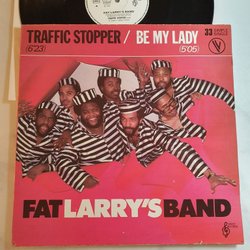 FAT LARRY'S BAND
TRAFFIC STOPPER / BE MY LADY
(6'23) (5'05)
33
V
FAT LARRY'S BAND